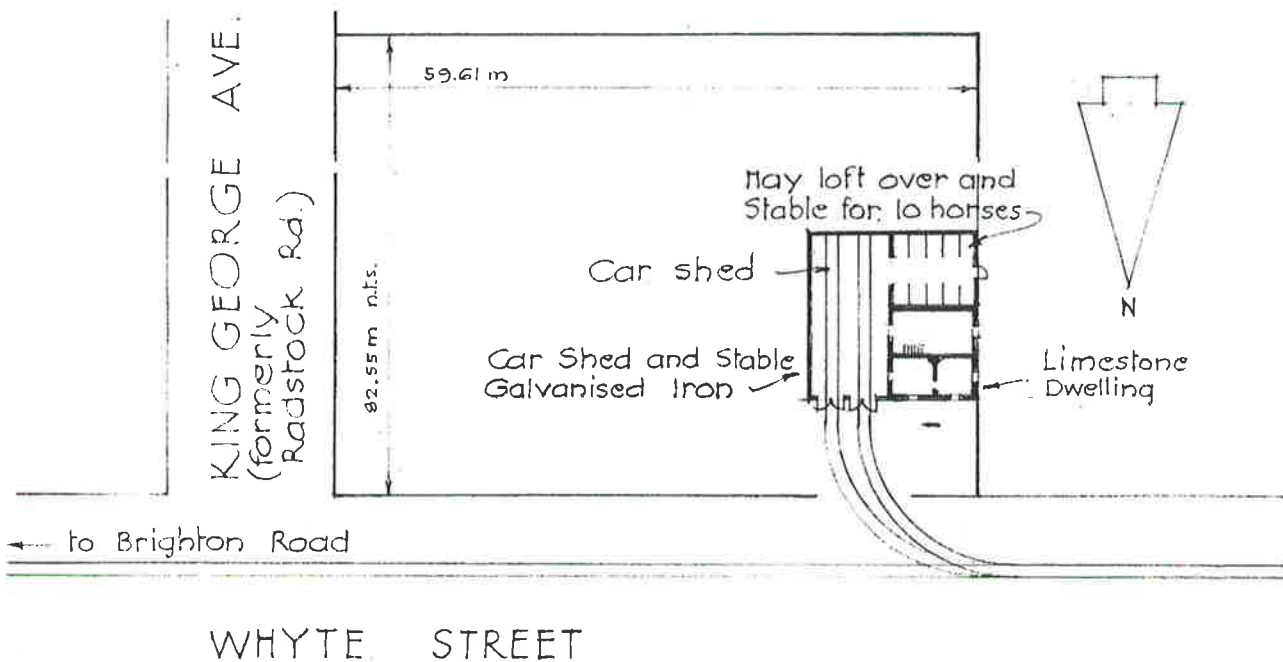 KING GEORGE AVE.
(formerly
Radstock Rd.)
59.61 m
82.55m n.t.s.
Hay loft over and
Stable for 10 horses
Car shed
Car Shed and Stable
Galvanised Iron
Limestone
Dwelling
N
to Brighton Road
WHYTE STREET